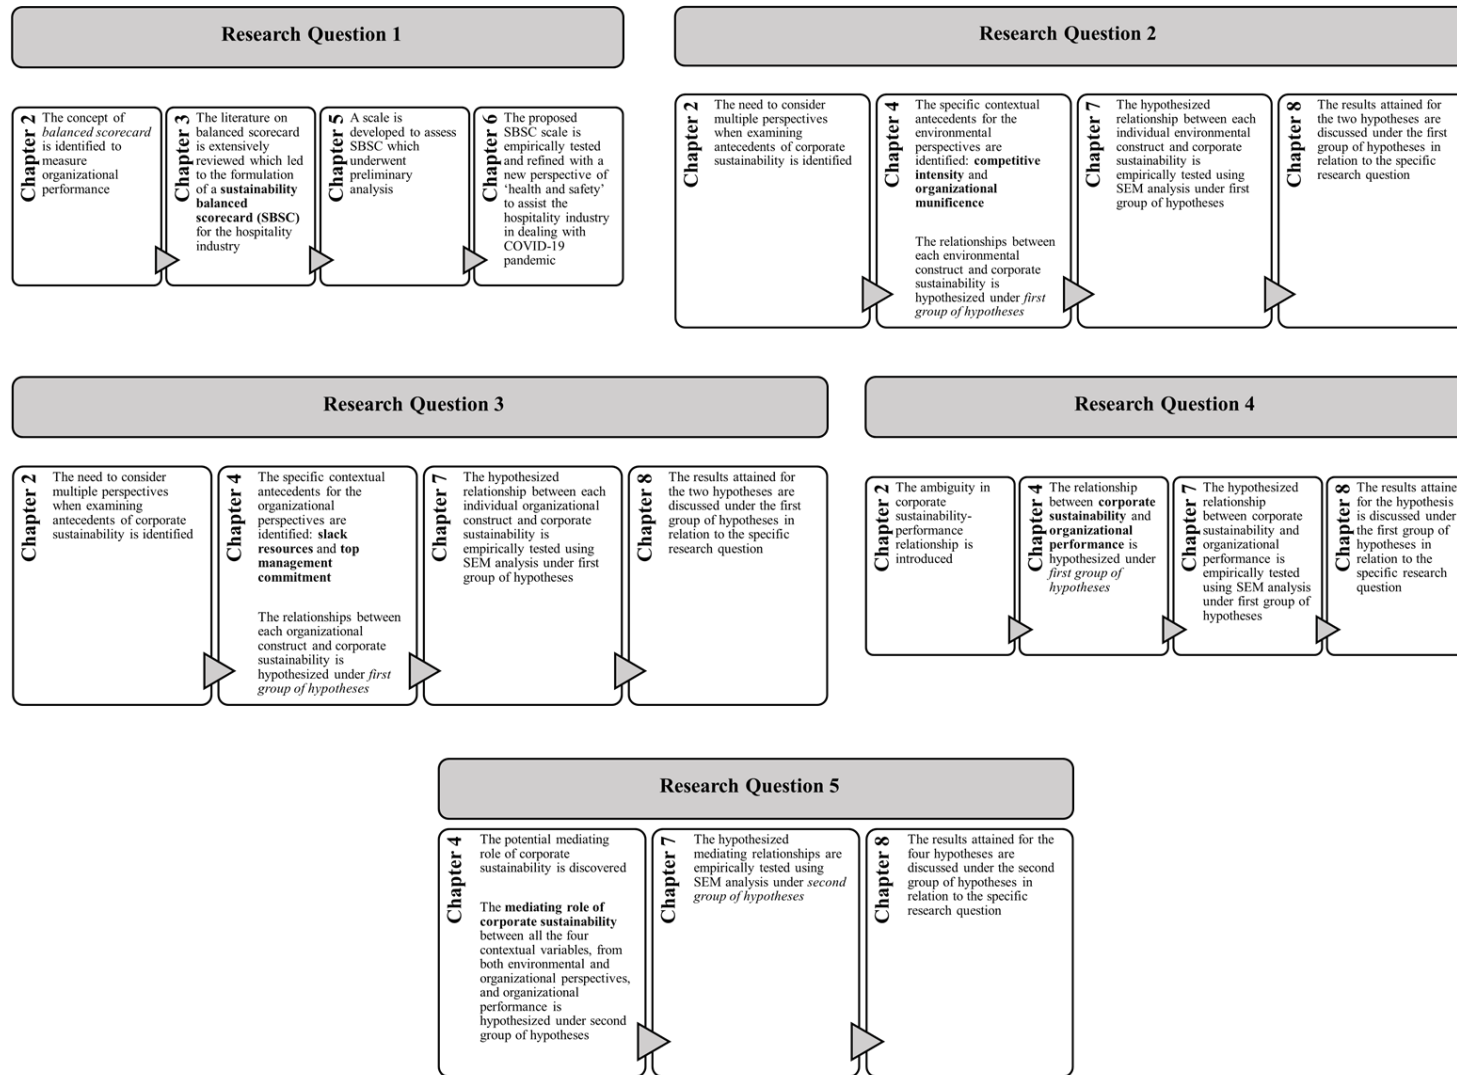 Research Question 1
Chapter 2
The concept of
balanced scorecard
is identified to
measure
organizational
performance
Chapter 3
The literature on
balanced scorecard
is extensively
reviewed which led
to the formulation
of a sustainability
balanced
scorecard (SBSC)
for the hospitality
industry
Chapter 5
A scale is
developed to assess
SBSC which
underwent
preliminary
analysis
Chapter 6
The proposed
SBSC scale is
empirically tested
and refined with a
new perspective of
‘health and safety’
to assist the
hospitality industry
in dealing with
COVID-19
pandemic
Research Question 2
Chapter 2
The need to consider
multiple perspectives
when examining
antecedents of corporate
sustainability is identified
Chapter 4
The specific contextual
antecedents for the
environmental
perspectives are
identified: competitive
intensity and
organizational
munificence
The relationships between
each environmental
construct and corporate
sustainability is
hypothesized under first
group of hypotheses
Chapter 7
The hypothesized
relationship between each
individual environmental
construct and corporate
sustainability is
empirically tested using
SEM analysis under first
group of hypotheses
Chapter 8
The results attained for
the two hypotheses are
discussed under the first
group of hypotheses in
relation to the specific
research question
Research Question 3
Chapter 2
The need to consider
multiple perspectives
when examining
antecedents of corporate
sustainability is identified
Chapter 4
The specific contextual
antecedents for the
organizational
perspectives are
identified: slack
resources and top
management
commitment
The relationships between
each organizational
construct and corporate
sustainability is
hypothesized under first
group of hypotheses
Chapter 7
The hypothesized
relationship between each
individual organizational
construct and corporate
sustainability is
empirically tested using
SEM analysis under first
group of hypotheses
Chapter 8
The results attained for
the two hypotheses are
discussed under the first
group of hypotheses in
relation to the specific
research question
Research Question 4
Chapter 2
The ambiguity in
corporate
sustainability-
performance
relationship is
introduced
Chapter 4
The relationship
between corporate
sustainability and
organizational
performance is
hypothesized under
first group of
hypotheses
Chapter 7
The hypothesized
relationship
between corporate
sustainability and
organizational
performance is
empirically tested
using SEM analysis
under first group of
hypotheses
Chapter 8
The results attaine
for the hypothesis
is discussed under
the first group of
hypotheses in
relation to the
specific research
question
Research Question 5
Chapter 4
The potential mediating
role of corporate
sustainability is discovered
The mediating role of
corporate sustainability
between all the four
contextual variables, from
both environmental and
organizational perspectives,
and organizational
performance is
hypothesized under second
group of hypotheses
Chapter 7
The hypothesized
mediating relationships are
empirically tested using
SEM analysis under second
group of hypotheses
Chapter 8
The results attained for the
four hypotheses are
discussed under the second
group of hypotheses in
relation to the specific
research question